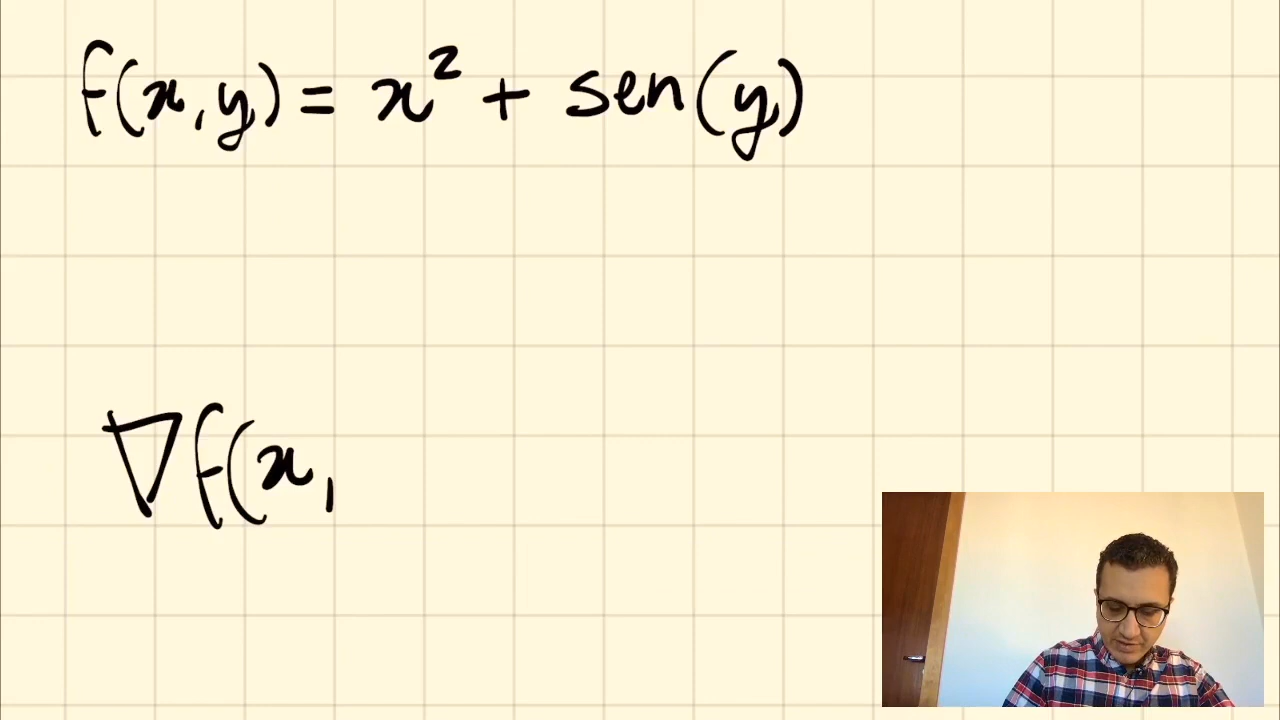 f(x,y) = x² + sen(y)
∇f(x,